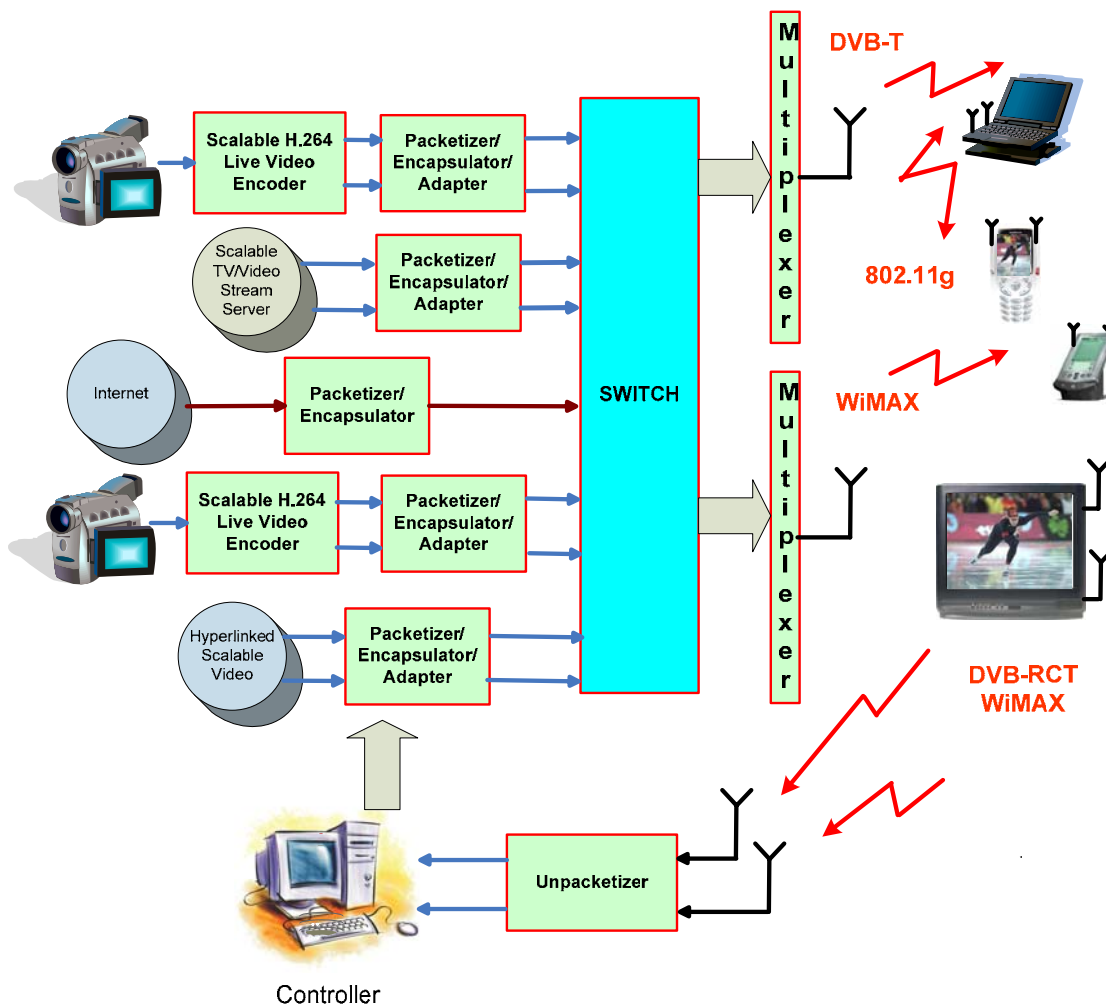 DVB-T
Multiplexer
Scalable H.264
Live Video
Encoder
Packetizer/
Encapsulator/
Adapter
Scalable
TV/Video
Stream
Server
Packetizer/
Encapsulator/
Adapter
802.11g
Internet
Packetizer/
Encapsulator
SWITCH
Multiplexer
WiMAX
Scalable H.264
Live Video
Encoder
Packetizer/
Encapsulator/
Adapter
Hyperlinked
Scalable
Video
Packetizer/
Encapsulator/
Adapter
DVB-RCT
WiMAX
Unpacketizer
Controller